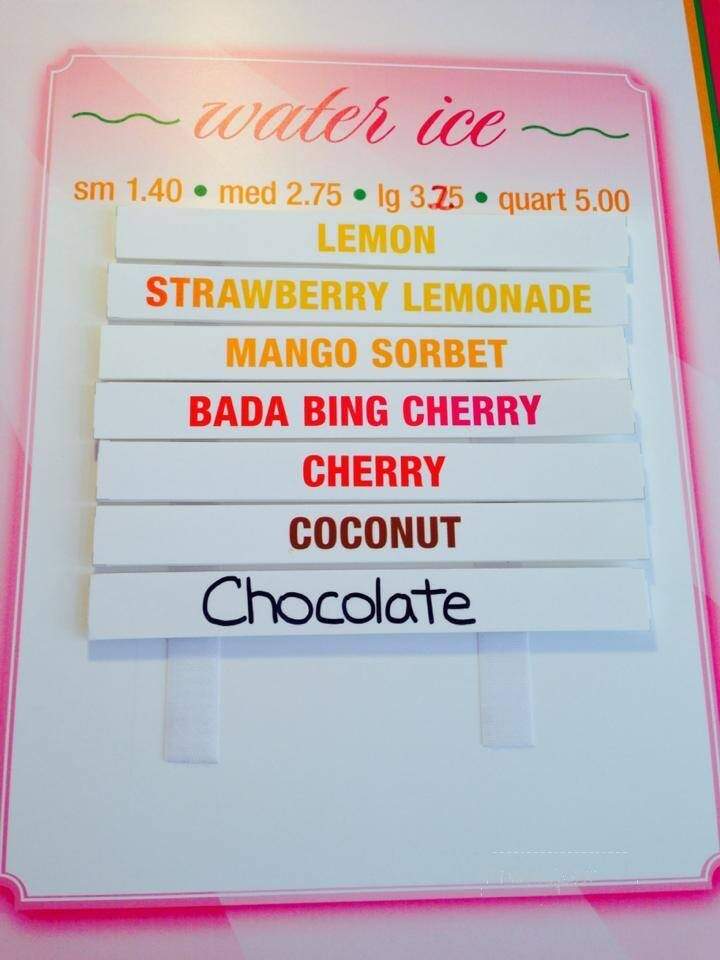 water ice
sm 1.40 • med 2.75 • lg 3.75 • quart 5.00
LEMON
STRAWBERRY LEMONADE
MANGO SORBET
BADA BING CHERRY
CHERRY
COCONUT
Chocolate